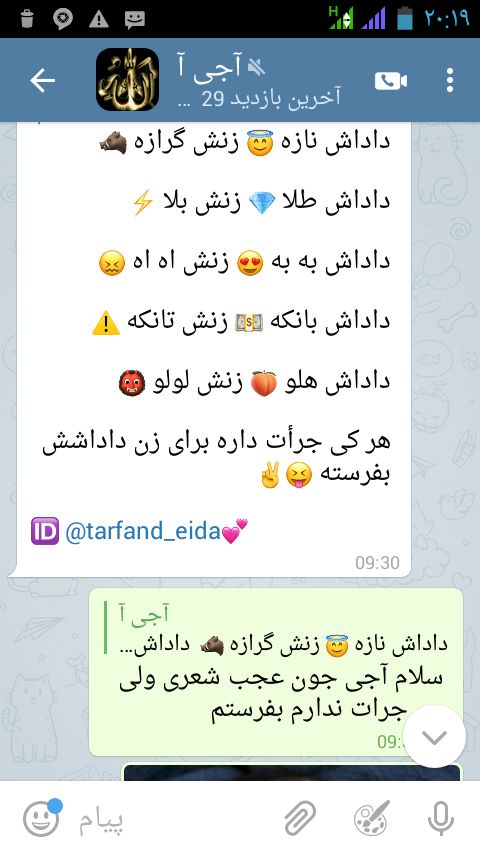 ۲۰:۱۹
H
آجی آ
آخرین بازدید 29 ...
داداش نازه 😇 زنش گرازه 🐗
داداش طلا 💎 زنش بلا ⚡
داداش به به 😍 زنش اه اه 😖
داداش بانکه 💵 زنش تانکه ⚠️
داداش هلو 🍑 زنش لولو 👹
هر کی جرأت داره برای زن داداشش
بفرسته 😝✌
🆔 @tarfand_eida💕
09:30
آجی آ
داداش نازه 😇 زنش گرازه 🐗 داداش...
سلام آجی جون عجب شعری ولی
جرات ندارم بفرستم
09:
پیام